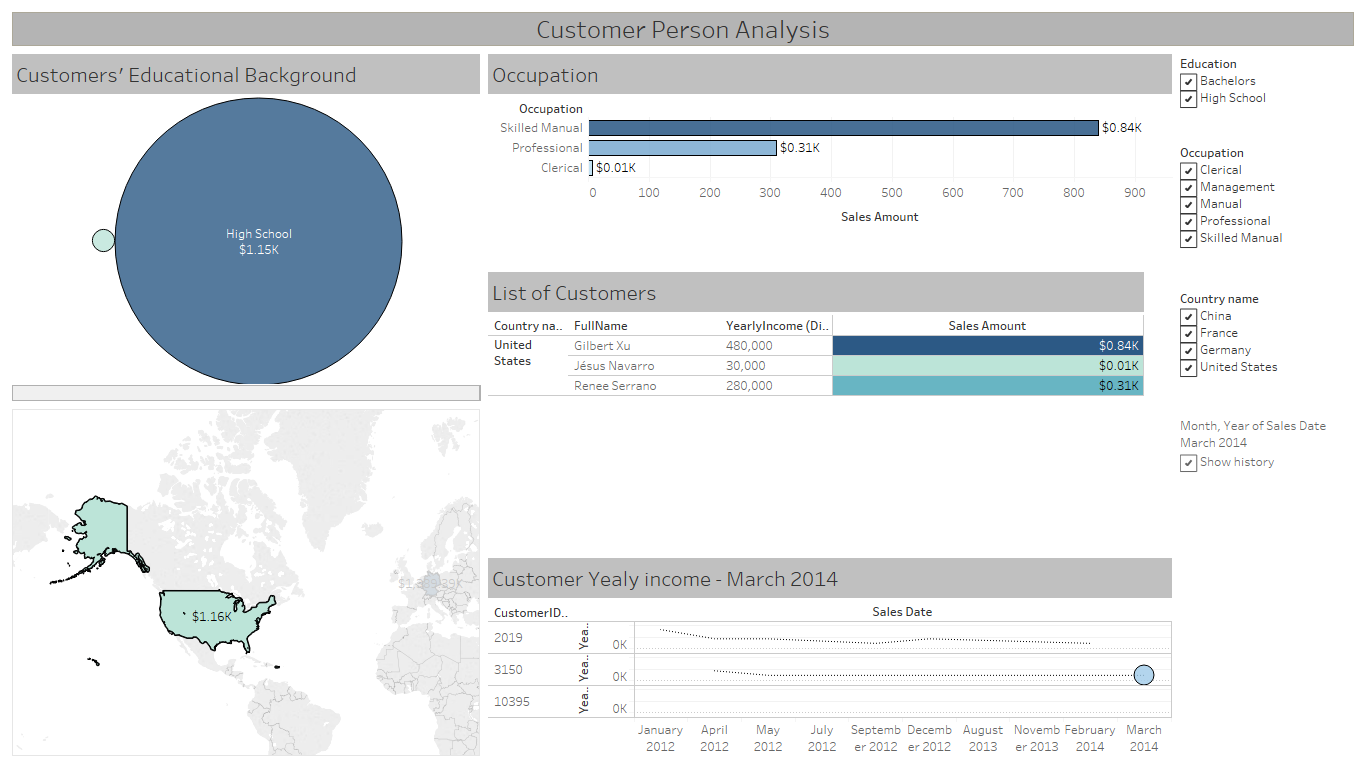 Customer Person Analysis
Customers' Educational Background
High School
$1.15K
$1.16K
Occupation
Occupation
Skilled Manual $0.84K
Professional $0.31K
Clerical $0.01K
0 100 200 300 400 500 600 700 800 900
Sales Amount
List of Customers
Country na.. FullName YearlyIncome (Di.. Sales Amount
United States Gilbert Xu 480,000 $0.84K
Jésus Navarro 30,000 $0.01K
Renee Serrano 280,000 $0.31K
Customer Yealy income - March 2014
CustomerID.. Sales Date
2019 Yea.. 0K
3150 Yea.. 0K
10395 Yea.. 0K
January 2012 April 2012 May 2012 July 2012 Septemb er 2012 Decemb er 2012 August 2013 Novemb er 2013 February 2014 March 2014
Education
Bachelors
High School
Occupation
Clerical
Management
Manual
Professional
Skilled Manual
Country name
China
France
Germany
United States
Month, Year of Sales Date
March 2014
Show history